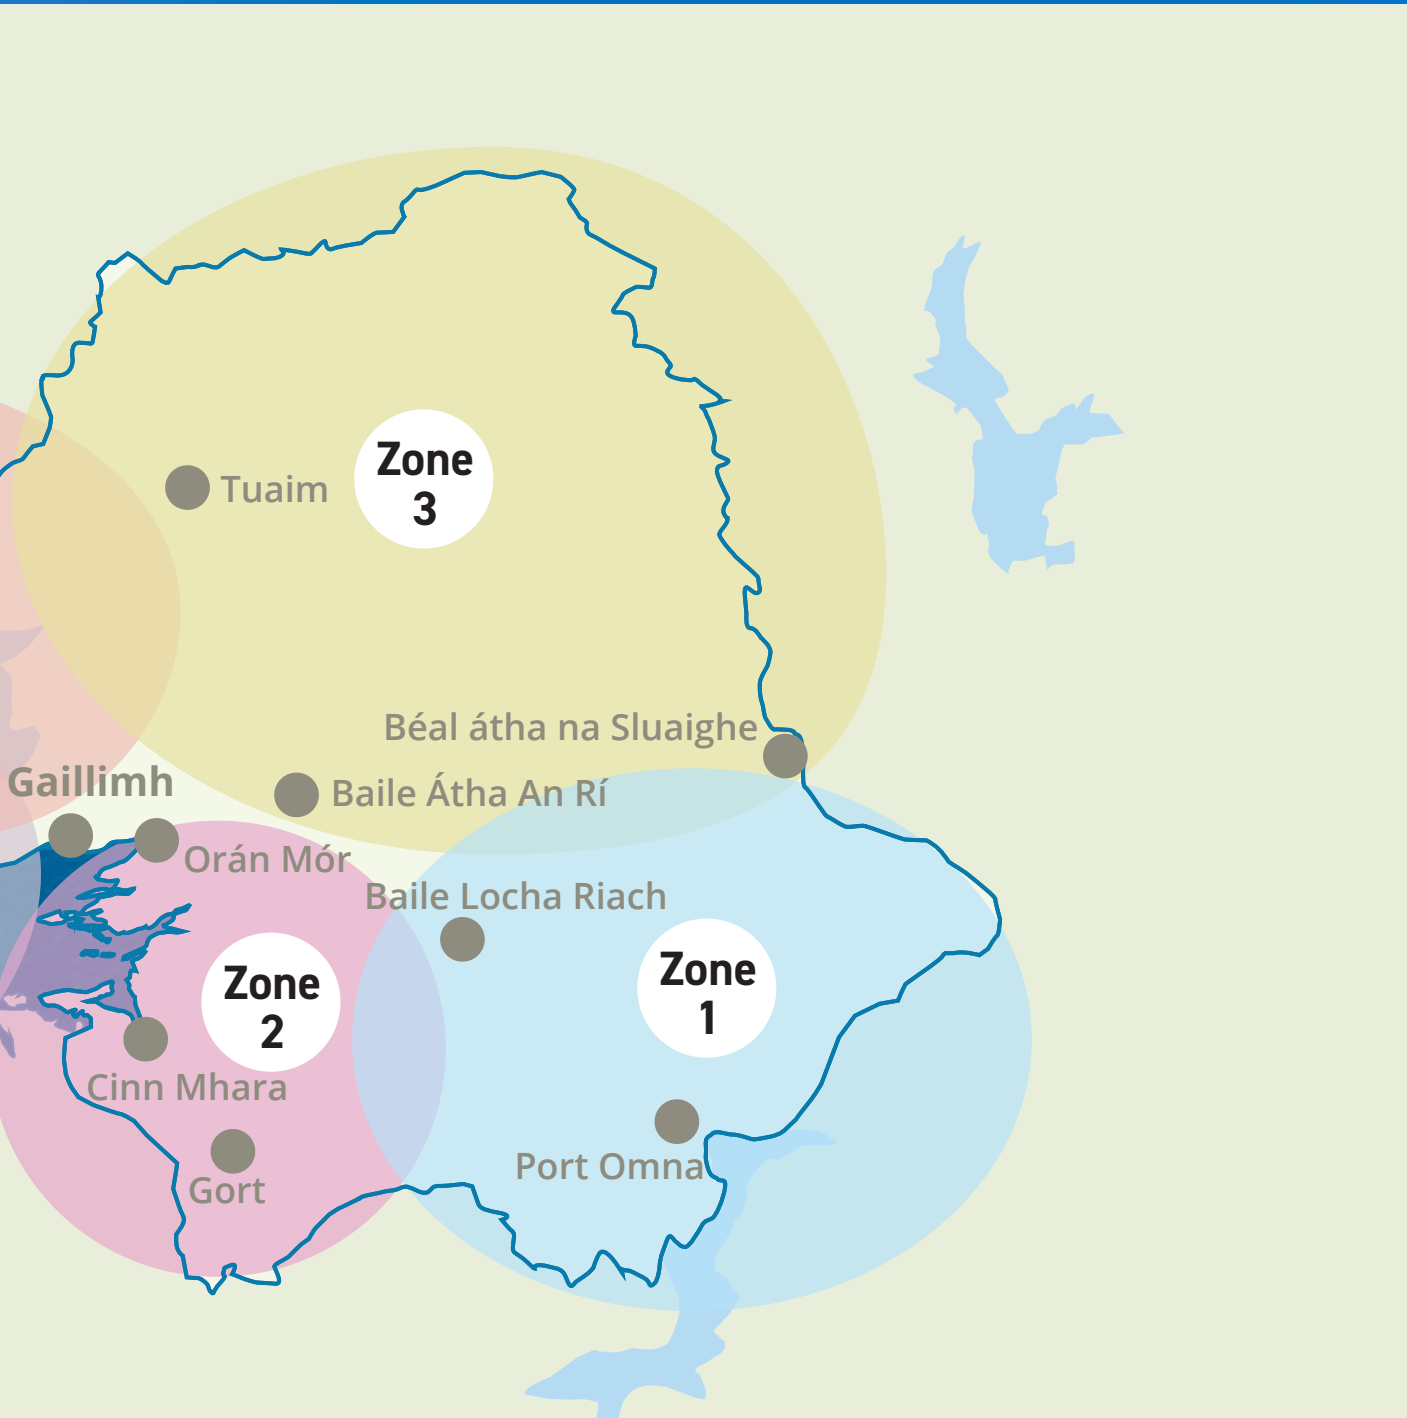 Zone
3
Tuaim
Béal átha na Sluaighe
Gaillimh
Baile Átha An Rí
Orán Mór
Baile Locha Riach
Zone
2
Zone
1
Cinn Mhara
Port Omna
Gort